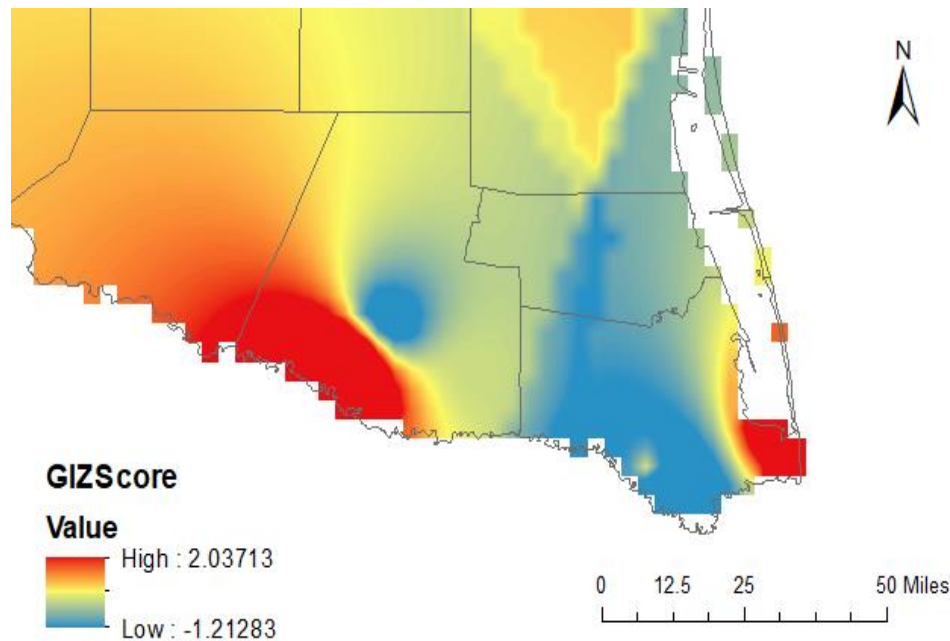 N
GIZScore
Value
High : 2.03713
Low : -1.21283
0 12.5 25 50 Miles